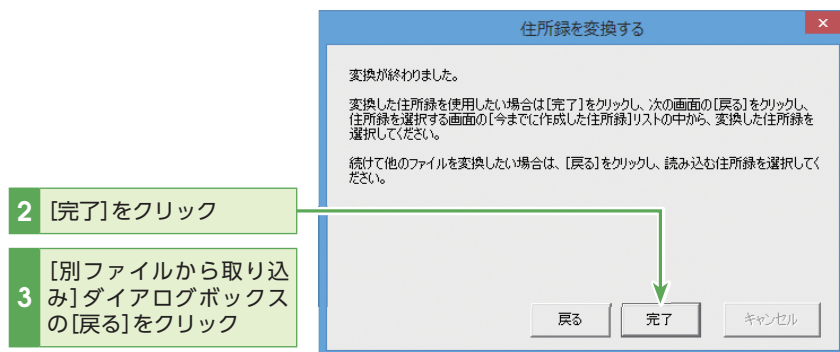 住所録を変換する
変換が終わりました。
変換した住所録を使用したい場合は[完了]をクリックし、次の画面の[戻る]をクリックし、
住所録を選択する画面の[今までに作成した住所録]リストの中から、変換した住所録を
選択してください。
続けて他のファイルを変換したい場合は、[戻る]をクリックし、読み込む住所録を選択してく
ださい。
2 [完了]をクリック
3 [別ファイルから取り込
み]ダイアログボックス
の[戻る]をクリック
戻る 完了 キャンセル